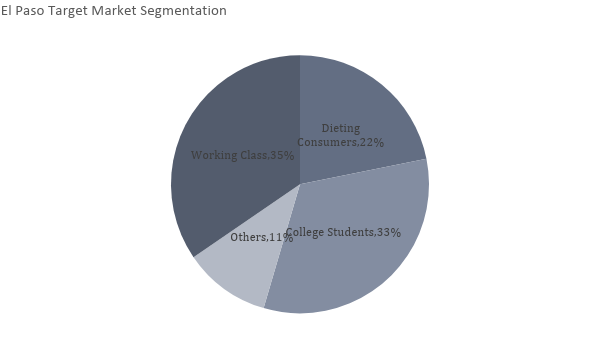 El Paso Target Market Segmentation
Dieting
Consumers,22%
Working Class,35%
College Students,33%
Others,11%